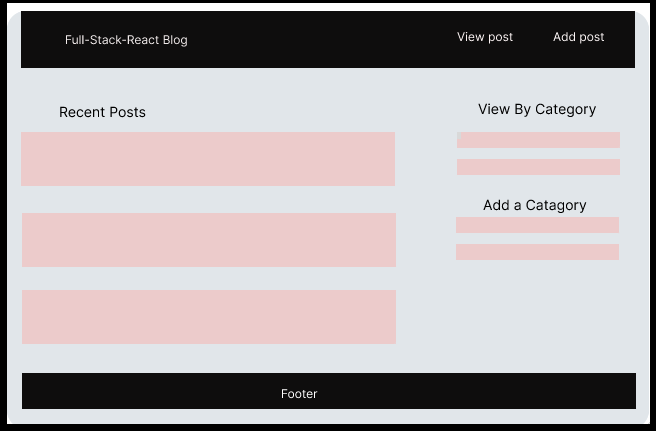 Full-Stack-React Blog
View post
Add post
Recent Posts
View By Category
Add a Catagory
Footer